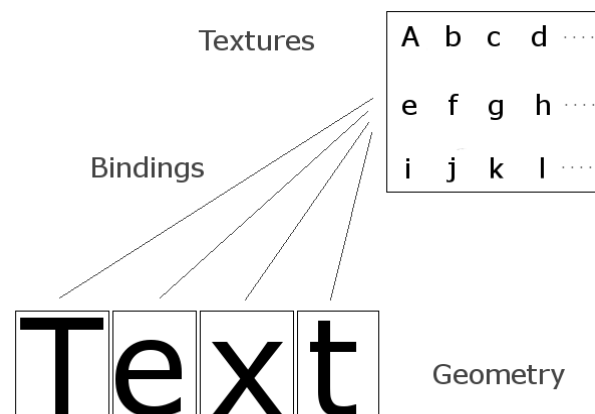 Textures
A b c d ....
e f g h ....
i j k l ....
Bindings
Text
Geometry